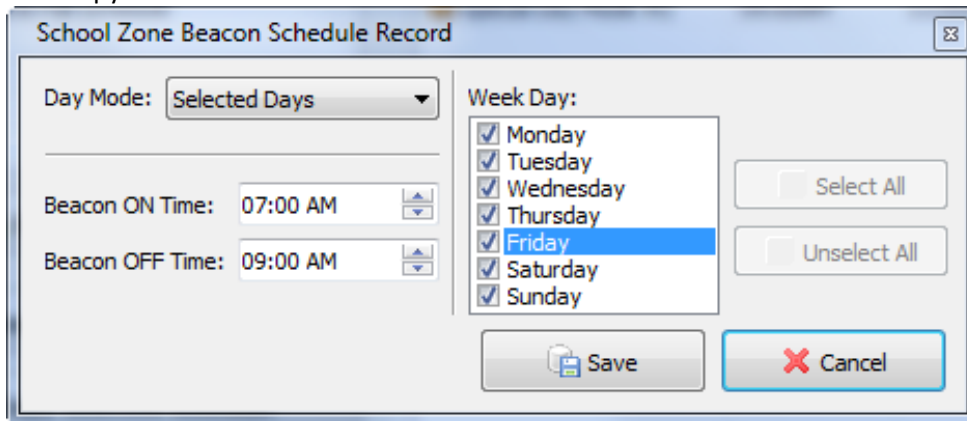 School Zone Beacon Schedule Record
Day Mode: Selected Days
Beacon ON Time: 07:00 AM
Beacon OFF Time: 09:00 AM
Week Day:
Monday
Tuesday
Wednesday
Thursday
Friday
Saturday
Sunday
Select All
Unselect All
Save
Cancel